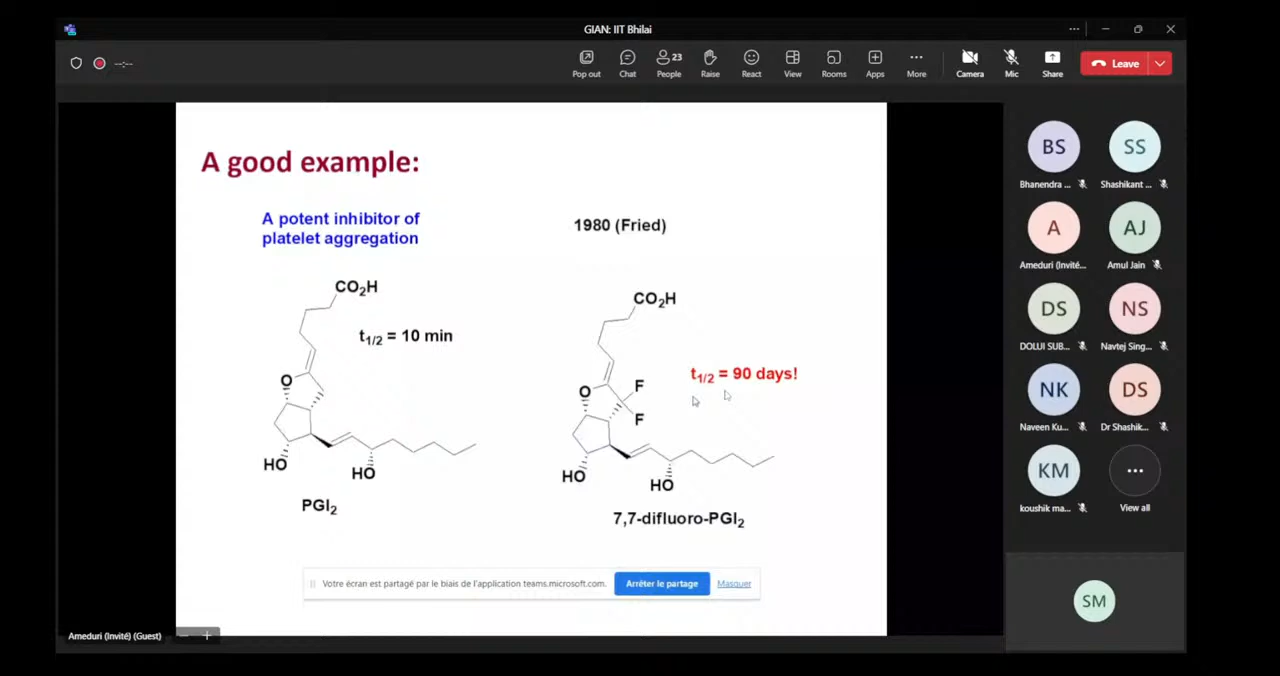 GIAN: IIT Bhilai
--:--
Pop out
Chat
23
People
Raise
React
View
Rooms
Apps
More
Camera
Mic
Share
Leave
A good example:
A potent inhibitor of
platelet aggregation
1980 (Fried)
CO2H
t1/2 = 10 min
O
HO
HO
PGI2
CO2H
t1/2 = 90 days!
O
F
F
HO
HO
7,7-difluoro-PGI2
Votre écran est partagé par le biais de l'application teams.microsoft.com.
Arrêter le partage
Masquer
Ameduri (Invité) (Guest)
BS
Bhanendra ...
SS
Shashikant ...
A
Ameduri (Invité...
AJ
Amul Jain
DS
DOLUI SUB...
NS
Navtej Sing...
NK
Naveen Ku...
DS
Dr Shashik...
KM
koushik ma...
View all
SM